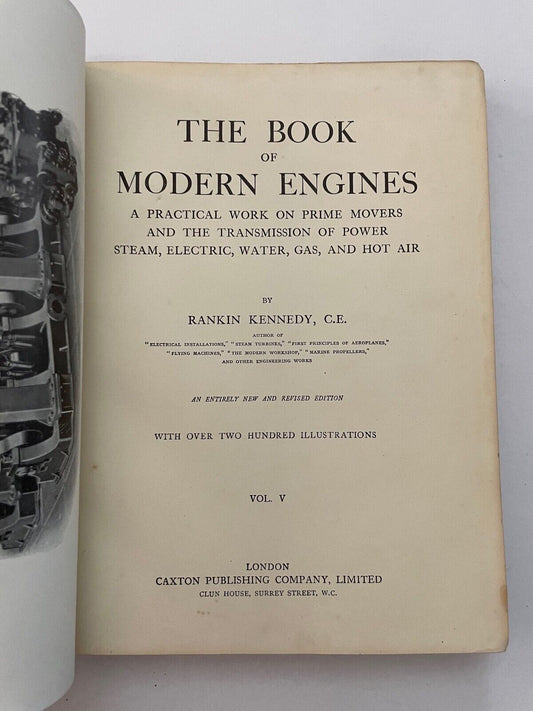 THE BOOK
OF
MODERN ENGINES
A PRACTICAL WORK ON PRIME MOVERS
AND THE TRANSMISSION OF POWER
STEAM, ELECTRIC, WATER, GAS, AND HOT AIR
BY
RANKIN KENNEDY, C.E.
AUTHOR OF
"ELECTRICAL INSTALLATIONS," "STEAM TURBINES," "FIRST PRINCIPLES OF AEROPLANES,"
"FLYING MACHINES," "THE MODERN WORKSHOP," "MARINE PROPELLERS,"
AND OTHER ENGINEERING WORKS
AN ENTIRELY NEW AND REVISED EDITION
WITH OVER TWO HUNDRED ILLUSTRATIONS
VOL. V
LONDON
CAXTON PUBLISHING COMPANY, LIMITED
CLUN HOUSE, SURREY STREET, W.C.